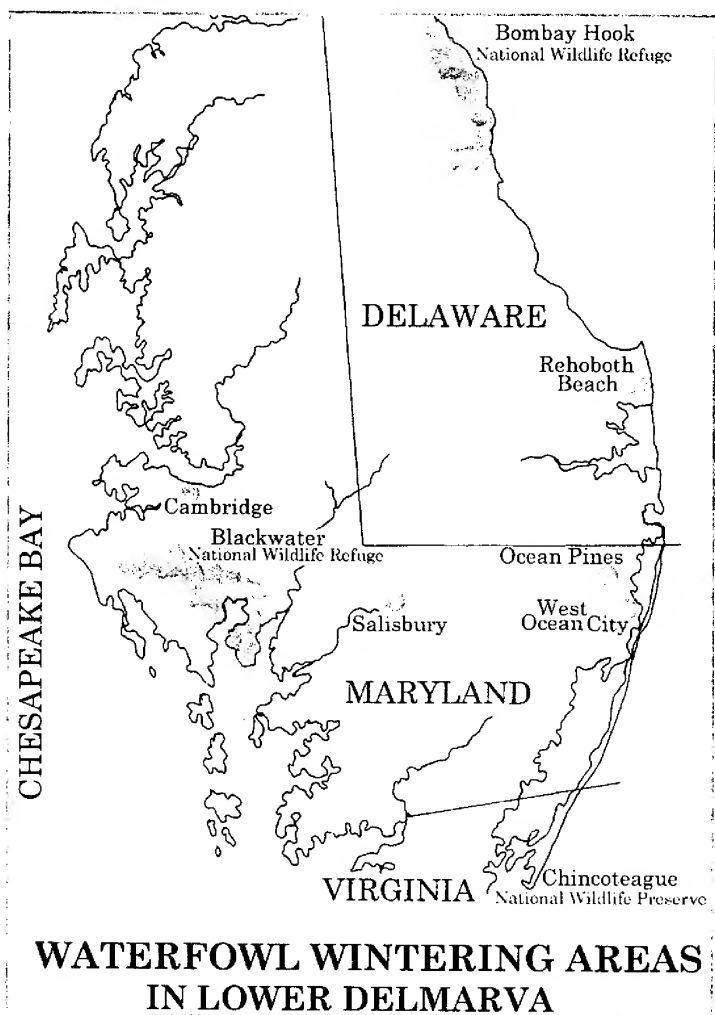 Bombay Hook
National Wildlife Refuge
DELAWARE
Rehoboth
Beach
Cambridge
Blackwater
National Wildlife Refuge
Ocean Pines
West
Ocean City
Salisbury
CHESAPEAKE BAY
MARYLAND
VIRGINIA
Chincoteague
National Wildlife Preserve
WATERFOWL WINTERING AREAS
IN LOWER DELMARVA